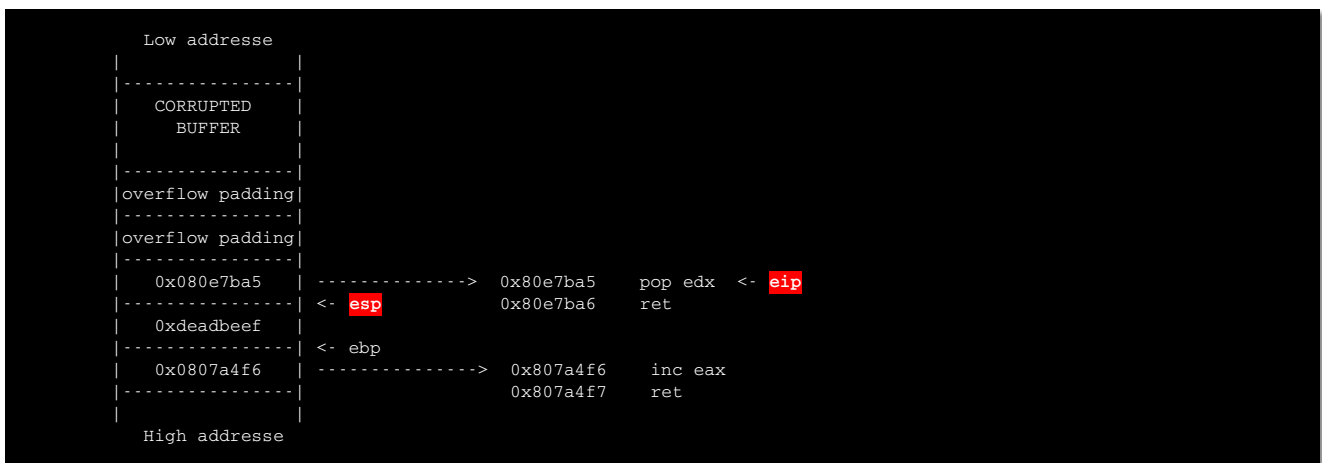 Low addresse
|                |
|----------------|
|   CORRUPTED    |
|     BUFFER     |
|                |
|----------------|
|overflow padding|
|----------------|
|overflow padding|
|----------------|
|   0x080e7ba5   | --------------> 0x80e7ba5    pop edx  <- eip
|----------------| <- esp           0x80e7ba6    ret
|   0xdeadbeef   |
|----------------| <- ebp
|   0x0807a4f6   | ---------------> 0x807a4f6    inc eax
|----------------|                  0x807a4f7    ret
|                |
High addresse